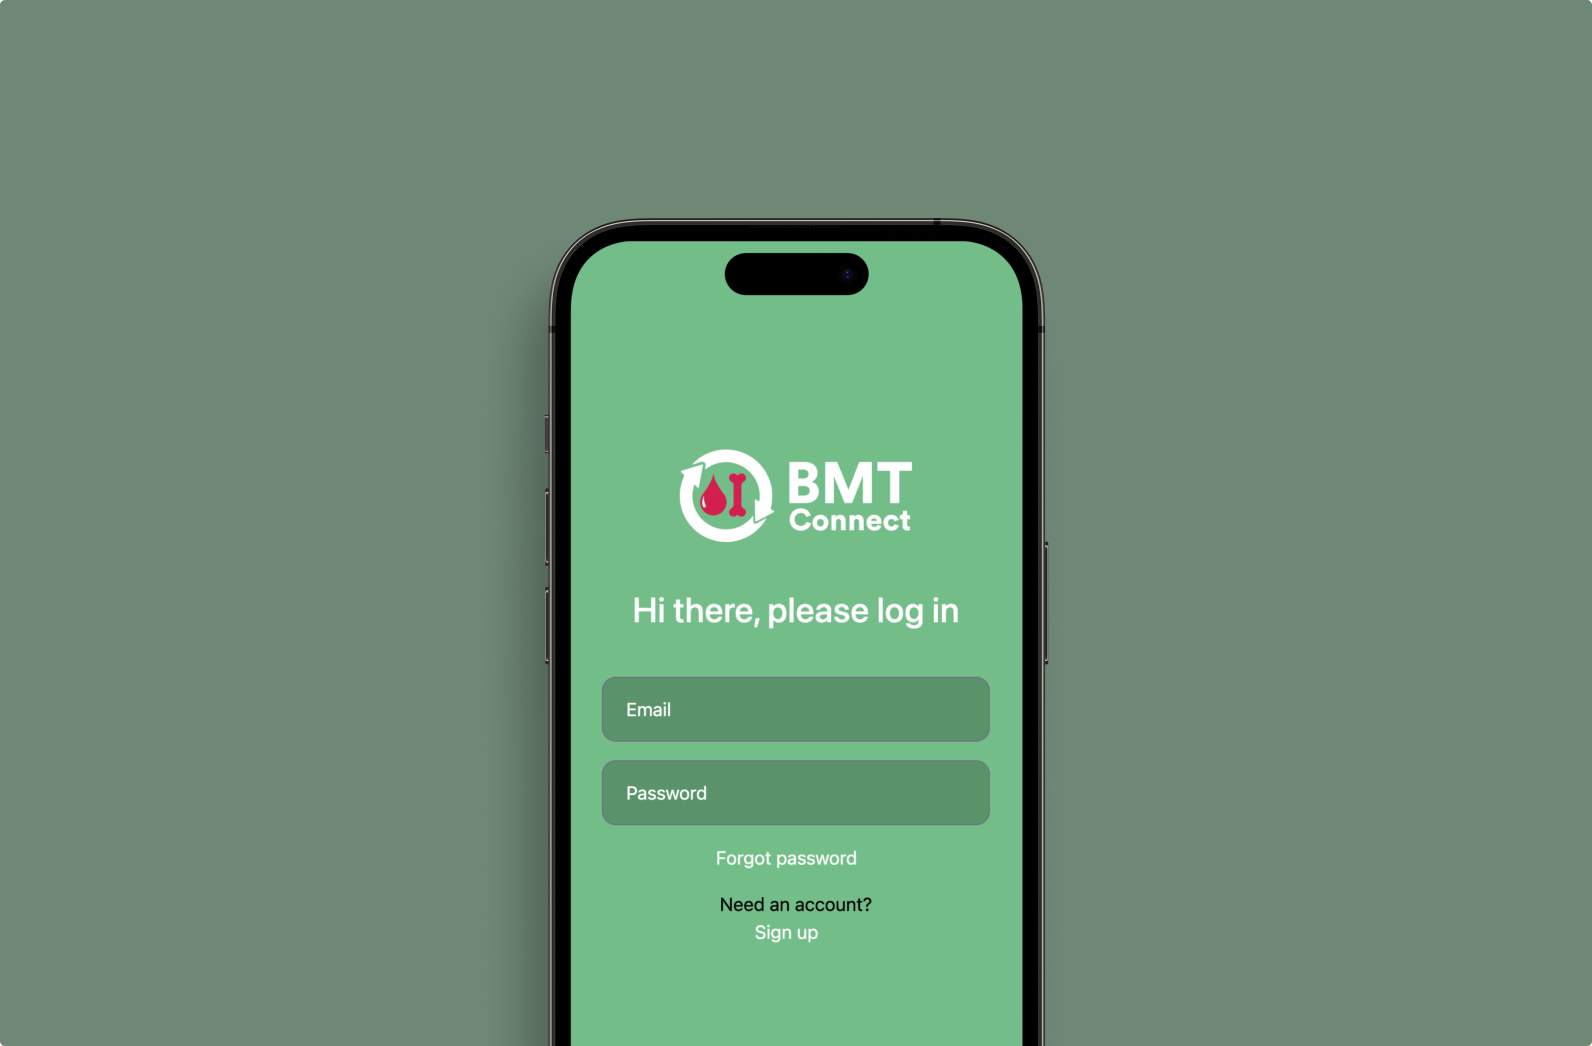 BMT
Connect
Hi there, please log in
Email
Password
Forgot password
Need an account?
Sign up